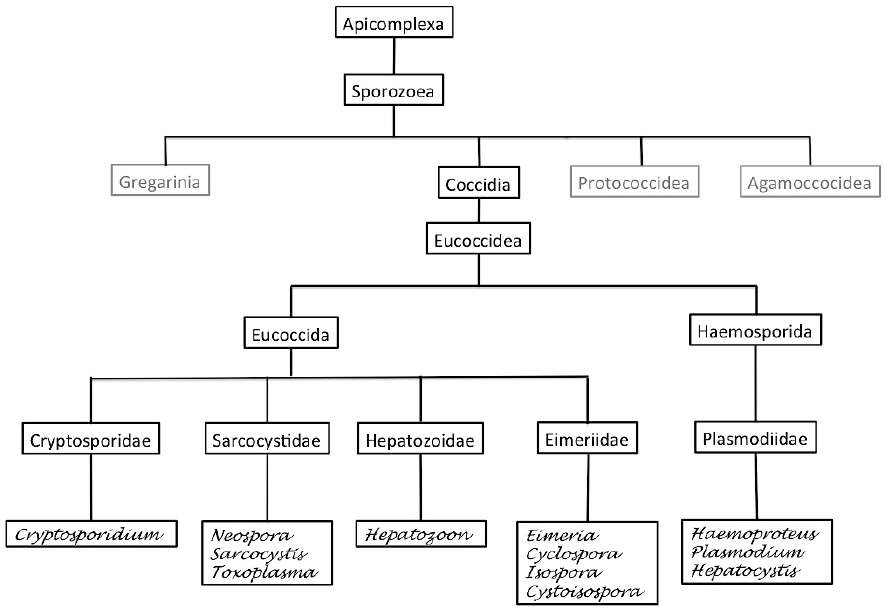 Apicomplexa
Sporozoea
Gregarinia
Coccidia
Protococcidea
Agamoccocidea
Eucoccidea
Eucoccida
Haemosporida
Cryptosporidae
Sarcocystidae
Hepatozoidae
Eimeriidae
Plasmodiidae
Cryptosporidium
Neospora
Sarcocystis
Toxoplasma
Hepatozoon
Eimeria
Cyclospora
Isospora
Cystoisospora
Haemoproteus
Plasmodium
Hepatocystis